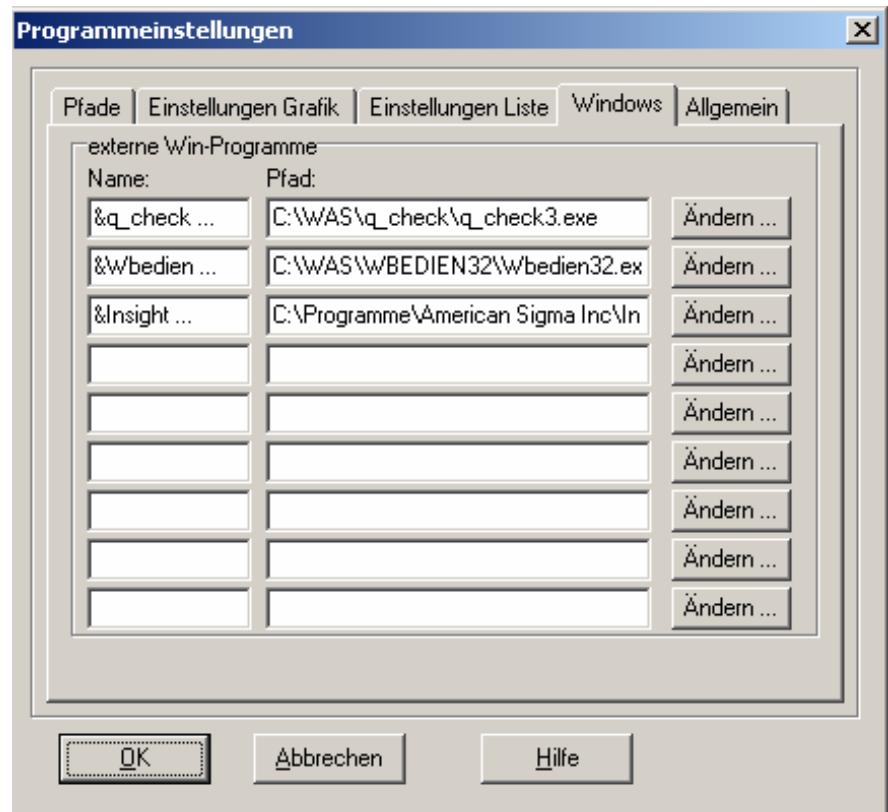 Programmeinstellungen
Pfade Einstellungen Grafik Einstellungen Liste Windows Allgemein
externe Win-Programme
Name: Pfad:
&q_check ... C:\WAS\q_check\q_check3.exe Ändern ...
&Wbedien ... C:\WAS\WBEDIEN32\Wbedien32.ex Ändern ...
&Insight ... C:\Programme\American Sigma Inc\In Ändern ...
Ändern ...
Ändern ...
Ändern ...
Ändern ...
Ändern ...
Ändern ...
OK Abbrechen Hilfe